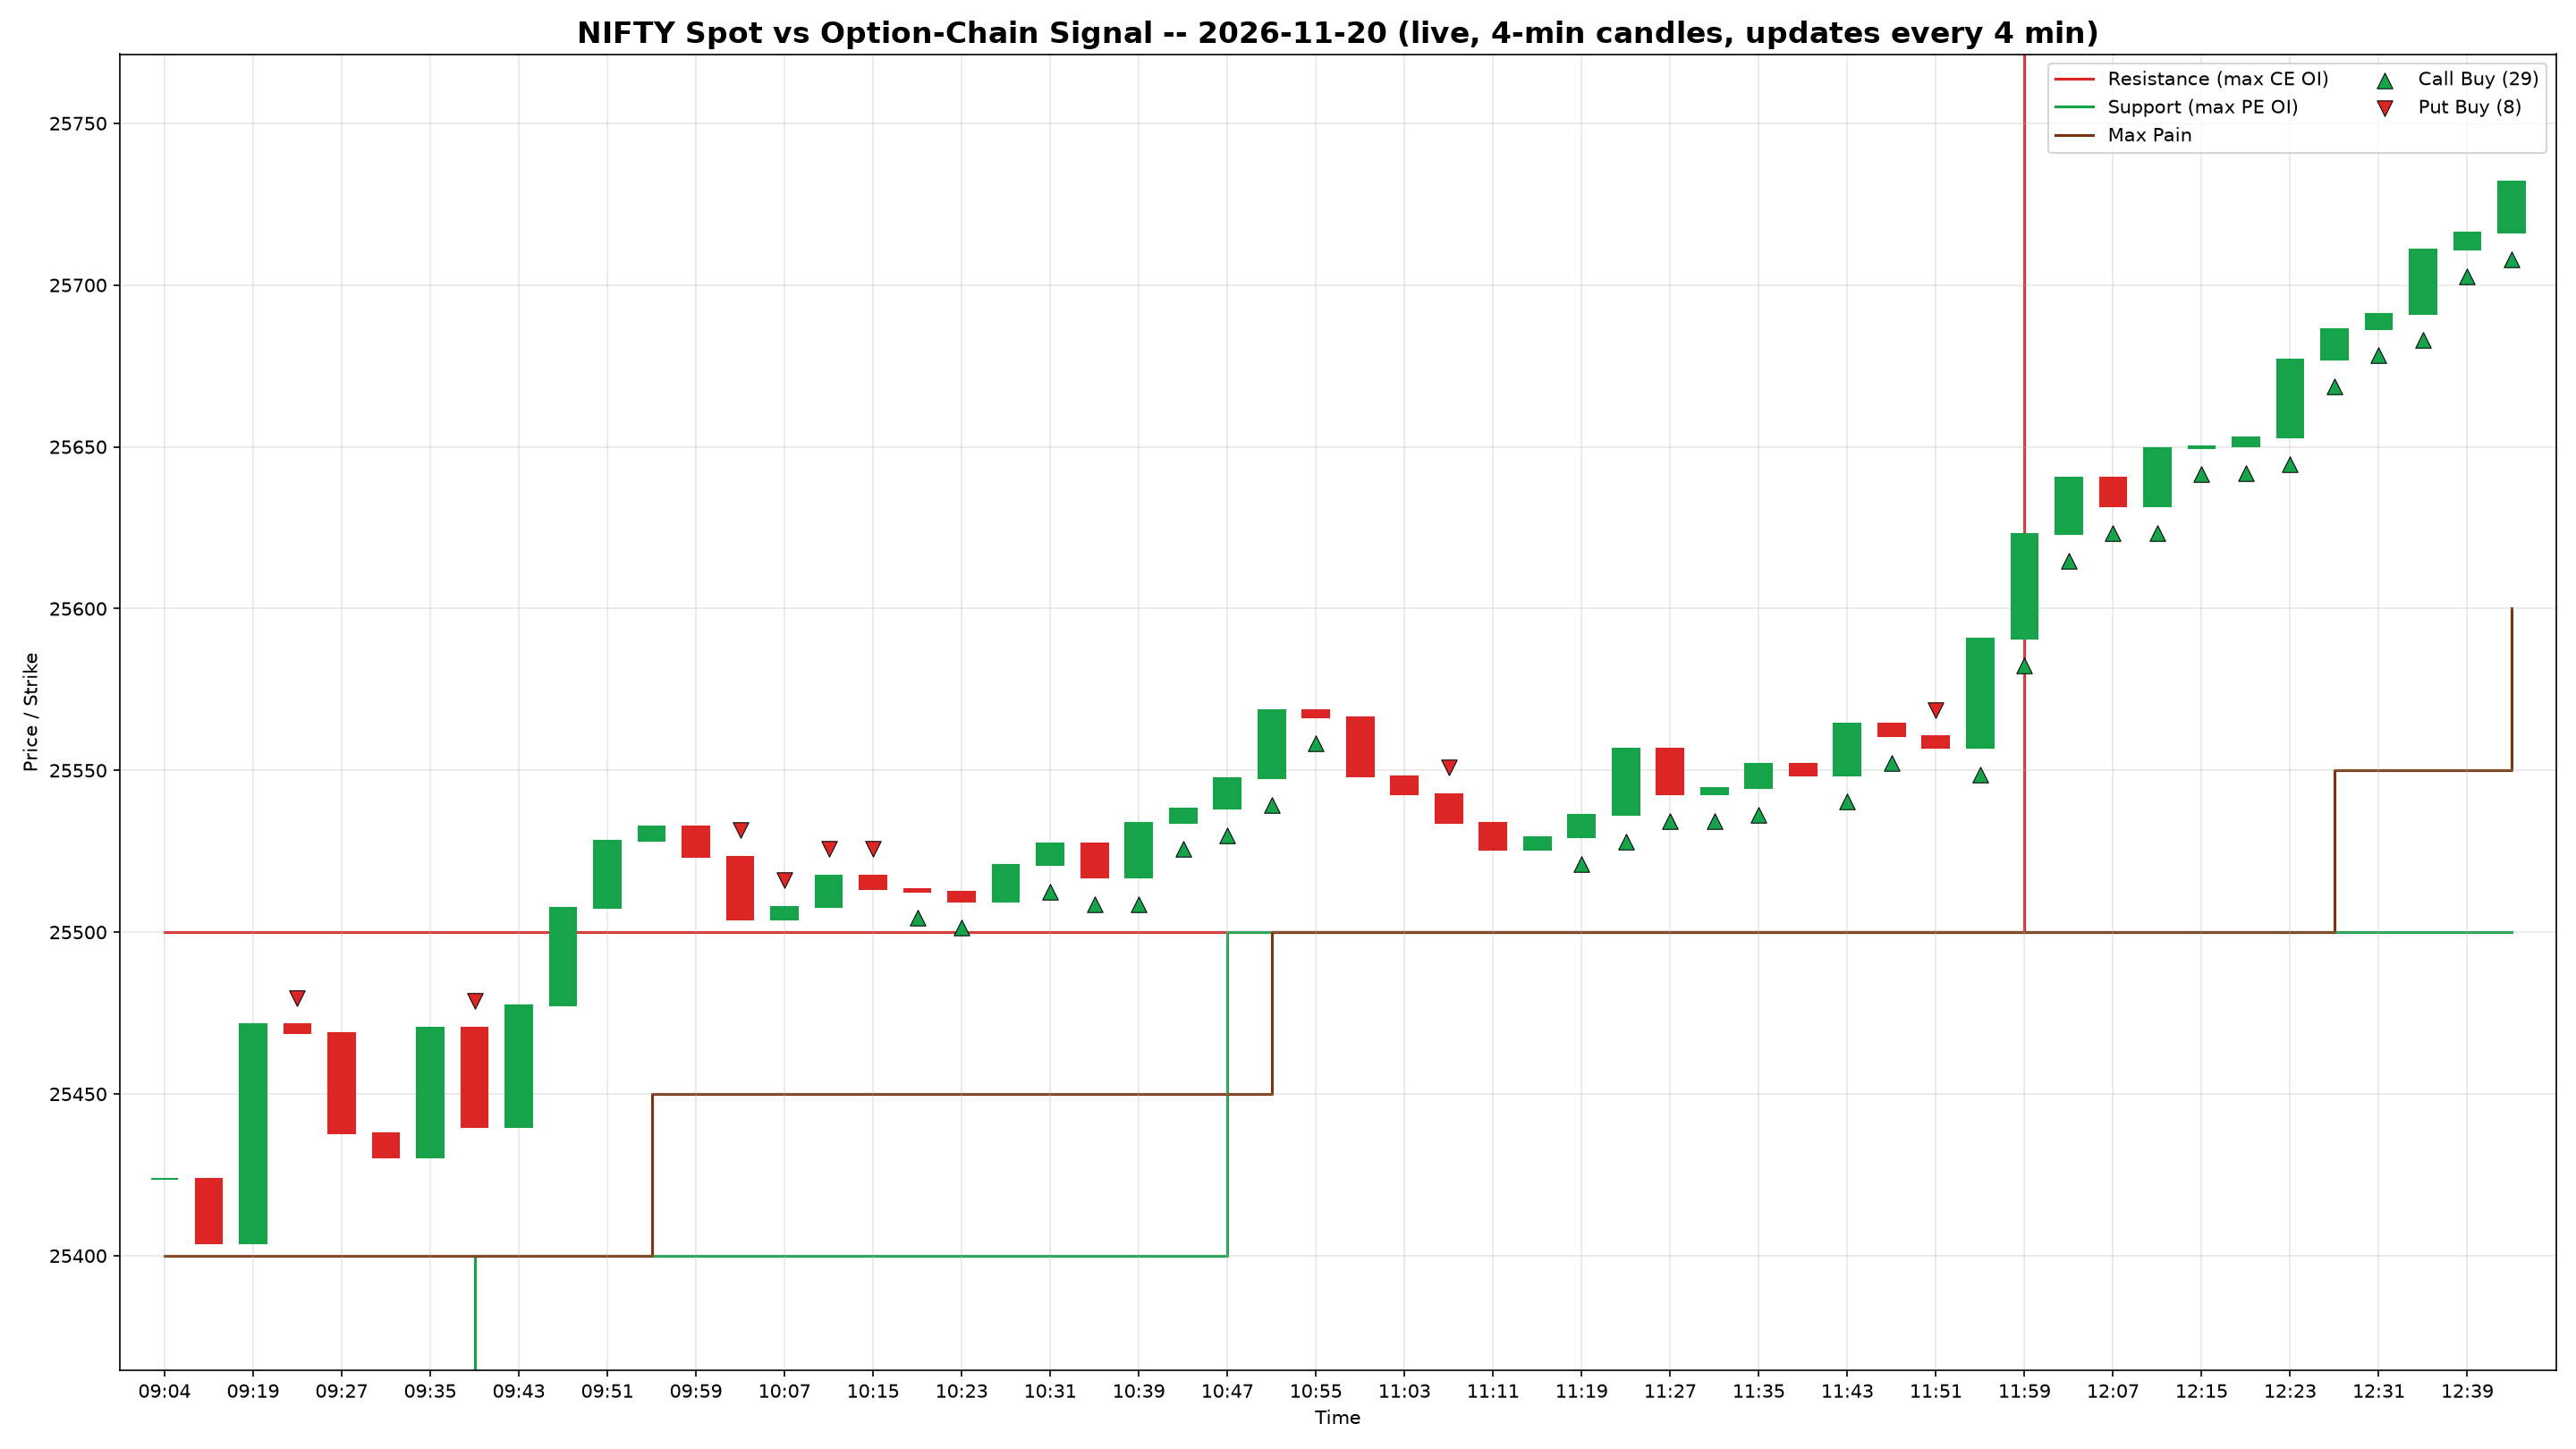 NIFTY Spot vs Option-Chain Signal -- 2026-11-20 (live, 4-min candles, updates every 4 min)
Resistance (max CE OI)
Support (max PE OI)
Max Pain
Call Buy (29)
Put Buy (8)
Price / Strike
25750
25700
25650
25600
25550
25500
25450
25400
09:04 09:19 09:27 09:35 09:43 09:51 09:59 10:07 10:15 10:23 10:31 10:39 10:47 10:55 11:03 11:11 11:19 11:27 11:35 11:43 11:51 11:59 12:07 12:15 12:23 12:31 12:39
Time